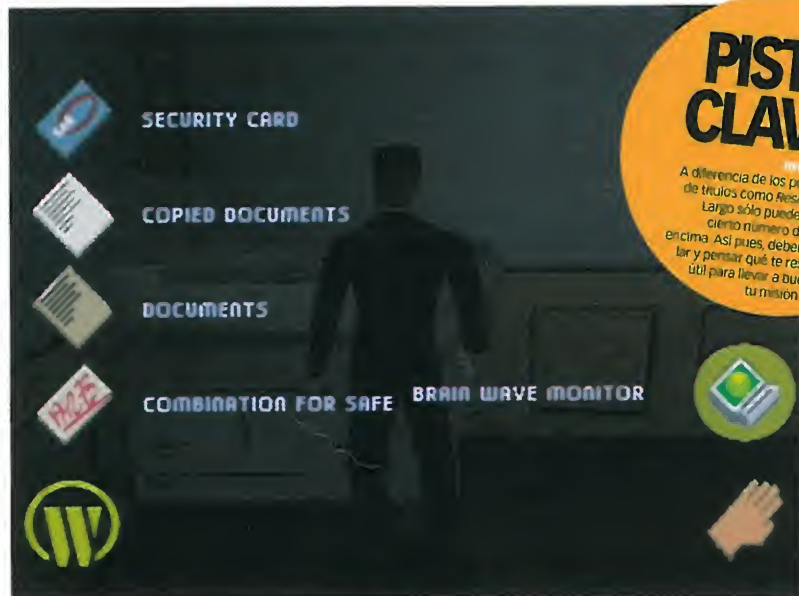 SECURITY CARD
COPIED DOCUMENTS
DOCUMENTS
COMBINATION FOR SAFE
BRAIN WAVE MONITOR
W
PIST
CLAV
A diferencia de los
de títulos como
Largo sólo puede
cierto número d
encima. Así pues, debe
lar y pensar qué te re
útil para llevar a bue
tu misión